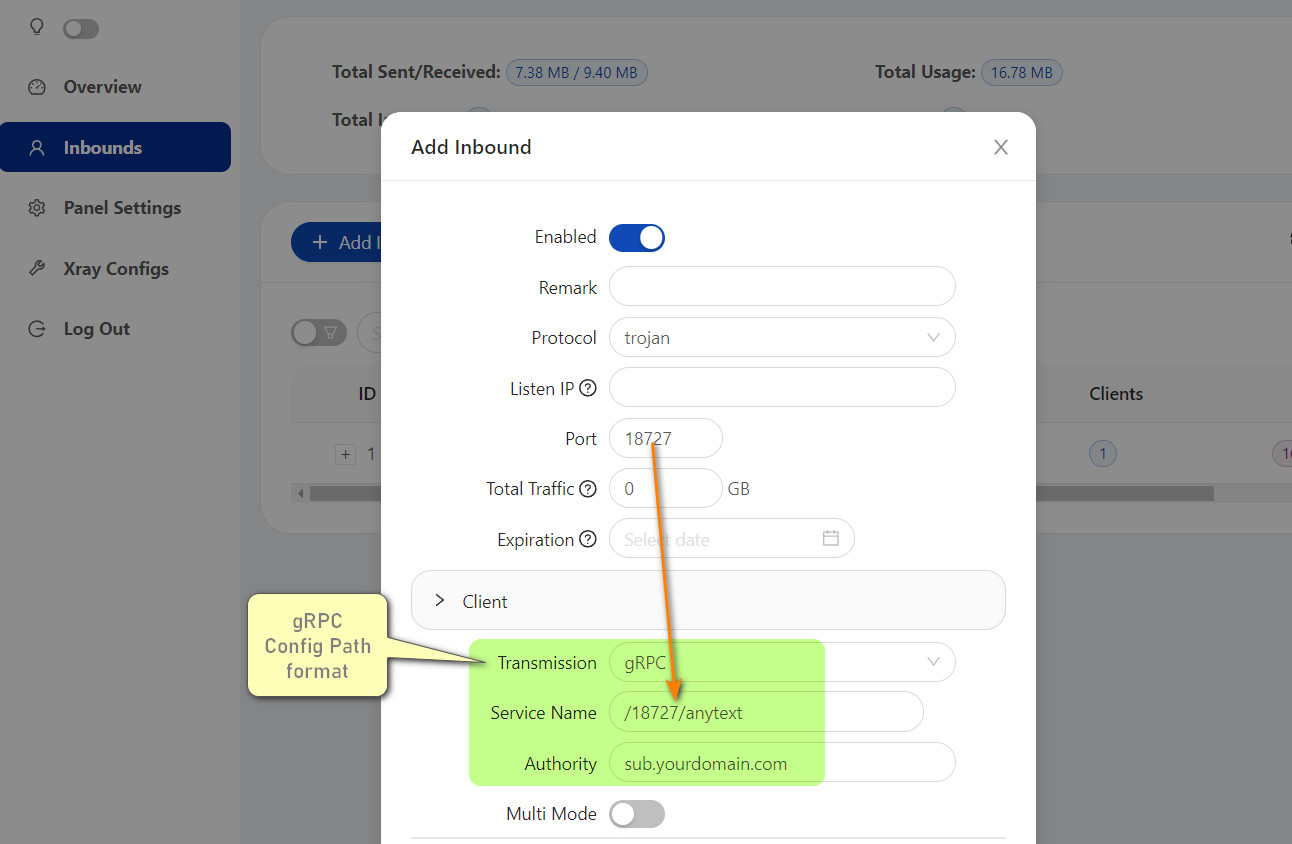 Total Sent/Received: 7.38 MB / 9.40 MB
Total Usage: 16.78 MB
Overview
Total
Add Inbound
Inbounds
Panel Settings
Enabled
Add
Remark
Xray Configs
Protocol trojan
Log Out
Listen IP
ID
Clients
Port 18727
1
1
Total Traffic 0 GB
Expiration Select date
Client
gRPC
Config Path
format
Transmission gRPC
Service Name /18727/anytext
Authority sub.yourdomain.com
Multi Mode